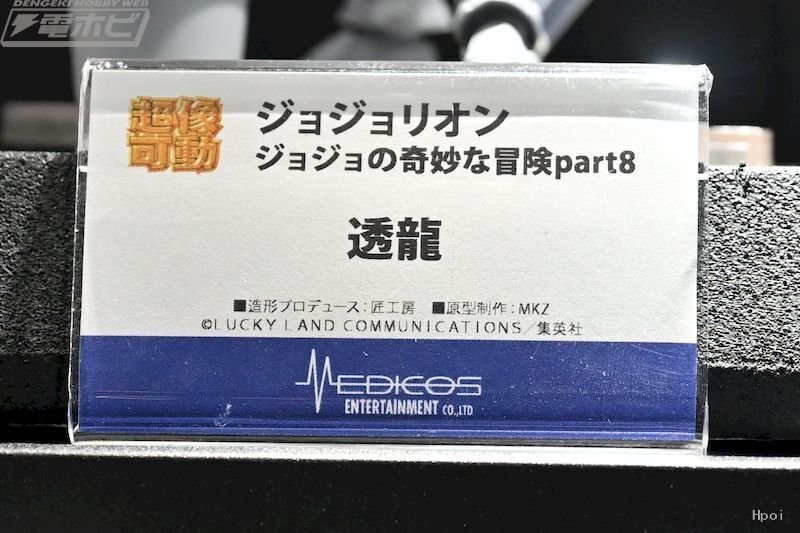 DENGEKI HOBBY WEB
電ホビ
超像可動
ジョジョリオン
ジョジョの奇妙な冒険part8
透龍
■造形プロデュース：匠工房 ■原型制作：MKZ
©LUCKY LAND COMMUNICATIONS／集英社
MEDICOS
ENTERTAINMENT CO.,LTD
Hpoi